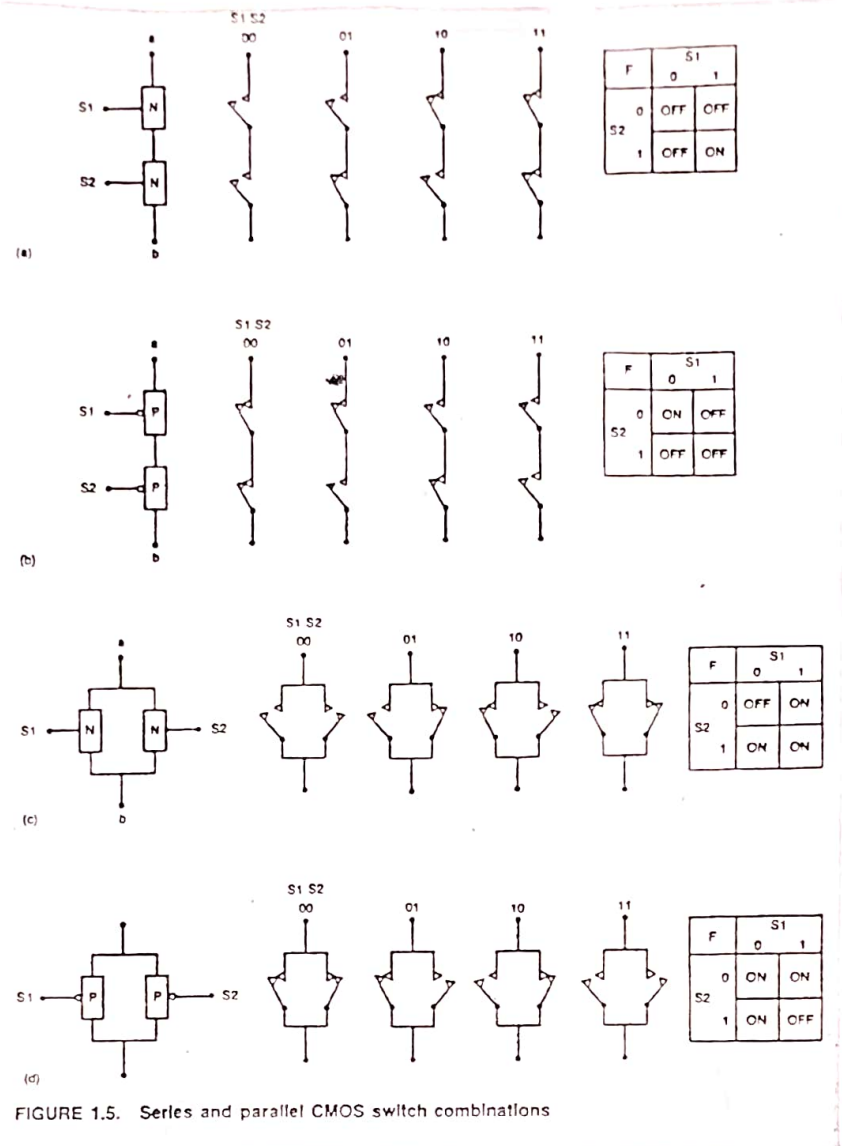 S1 S2
a 00 01 10 11
F S1
0 1
S1 N
S2 0 OFF OFF
S2 N
1 OFF ON
(a) b
S1 S2
a 00 01 10 11
F S1
0 1
S1 P
S2 0 ON OFF
S2 P
1 OFF OFF
(b) b
S1 S2
a 00 01 10 11
F S1
0 1
0 OFF ON
S1 N N S2
S2
1 ON ON
(c) b
S1 S2
00 01 10 11
F S1
0 1
0 ON ON
S1 P P S2
S2
1 ON OFF
(d)
FIGURE 1.5. Series and parallel CMOS switch combinations